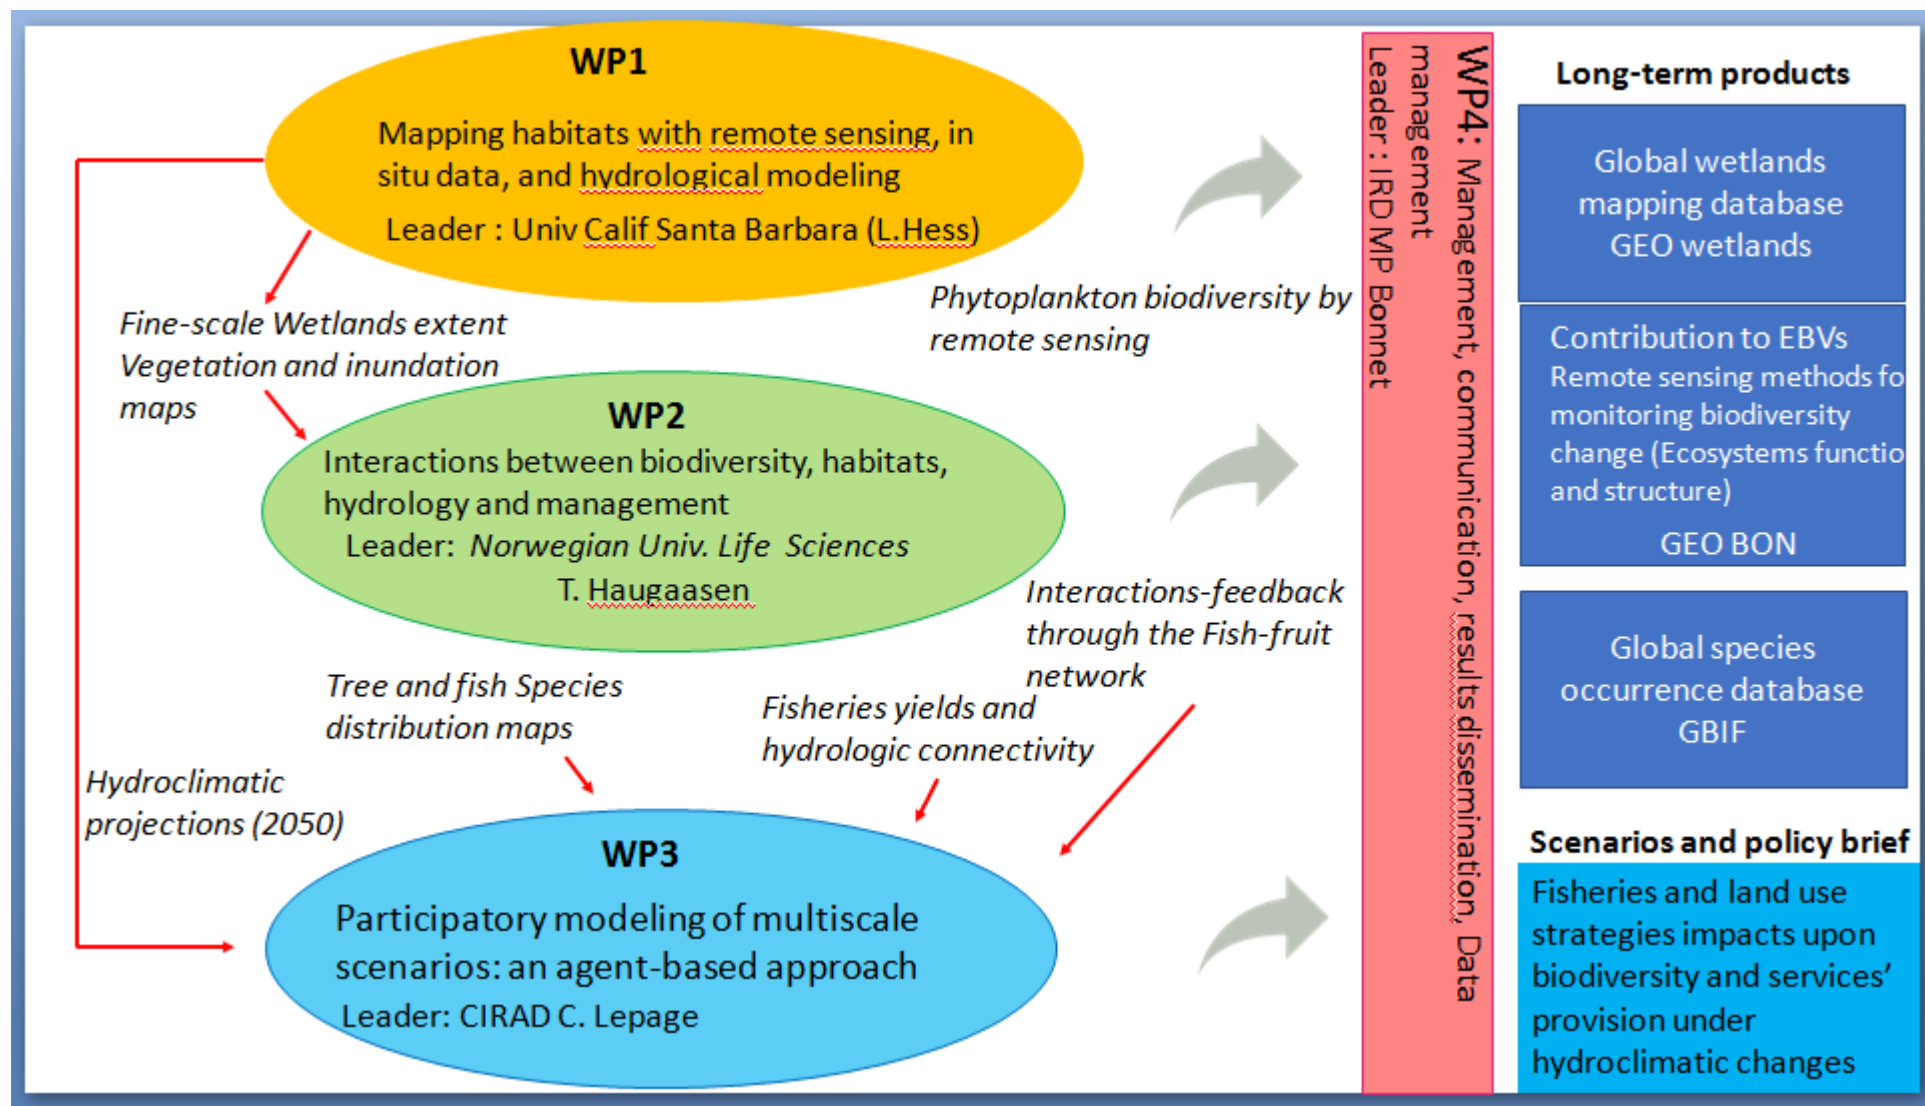 WP1
Mapping habitats with remote sensing, in
situ data, and hydrological modeling
Leader : Univ Calif Santa Barbara (L.Hess)
Fine-scale Wetlands extent
Vegetation and inundation
maps
Phytoplankton biodiversity by
remote sensing
WP2
Interactions between biodiversity, habitats,
hydrology and management
Leader: Norwegian Univ. Life Sciences
T. Haugaasen
Interactions-feedback
through the Fish-fruit
network
Tree and fish Species
distribution maps
Fisheries yields and
hydrologic connectivity
Hydroclimatic
projections (2050)
WP3
Participatory modeling of multiscale
scenarios: an agent-based approach
Leader: CIRAD C. Lepage
WP4: Management, communication, results dissemination, Data
management
Leader : IRD MP Bonnet
Long-term products
Global wetlands
mapping database
GEO wetlands
Contribution to EBVs
Remote sensing methods fo
monitoring biodiversity
change (Ecosystems functio
and structure)
GEO BON
Global species
occurrence database
GBIF
Scenarios and policy brief
Fisheries and land use
strategies impacts upon
biodiversity and services’
provision under
hydroclimatic changes